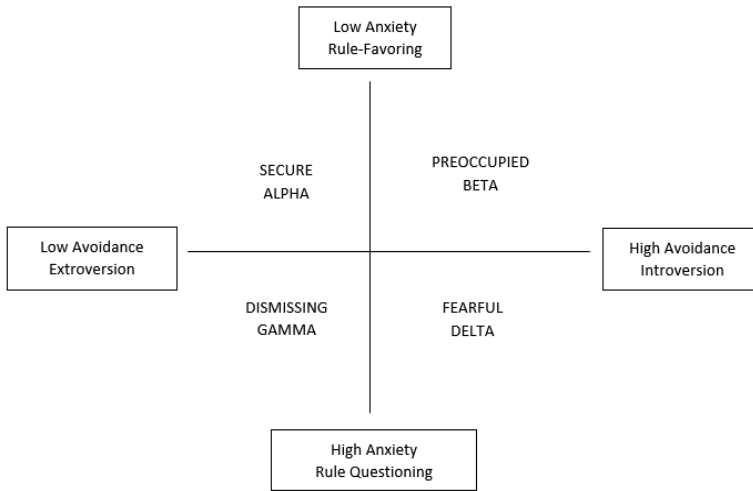 Low Anxiety
Rule-Favoring
SECURE
ALPHA
PREOCCUPIED
BETA
Low Avoidance
Extroversion
High Avoidance
Introversion
DISMISSING
GAMMA
FEARFUL
DELTA
High Anxiety
Rule Questioning